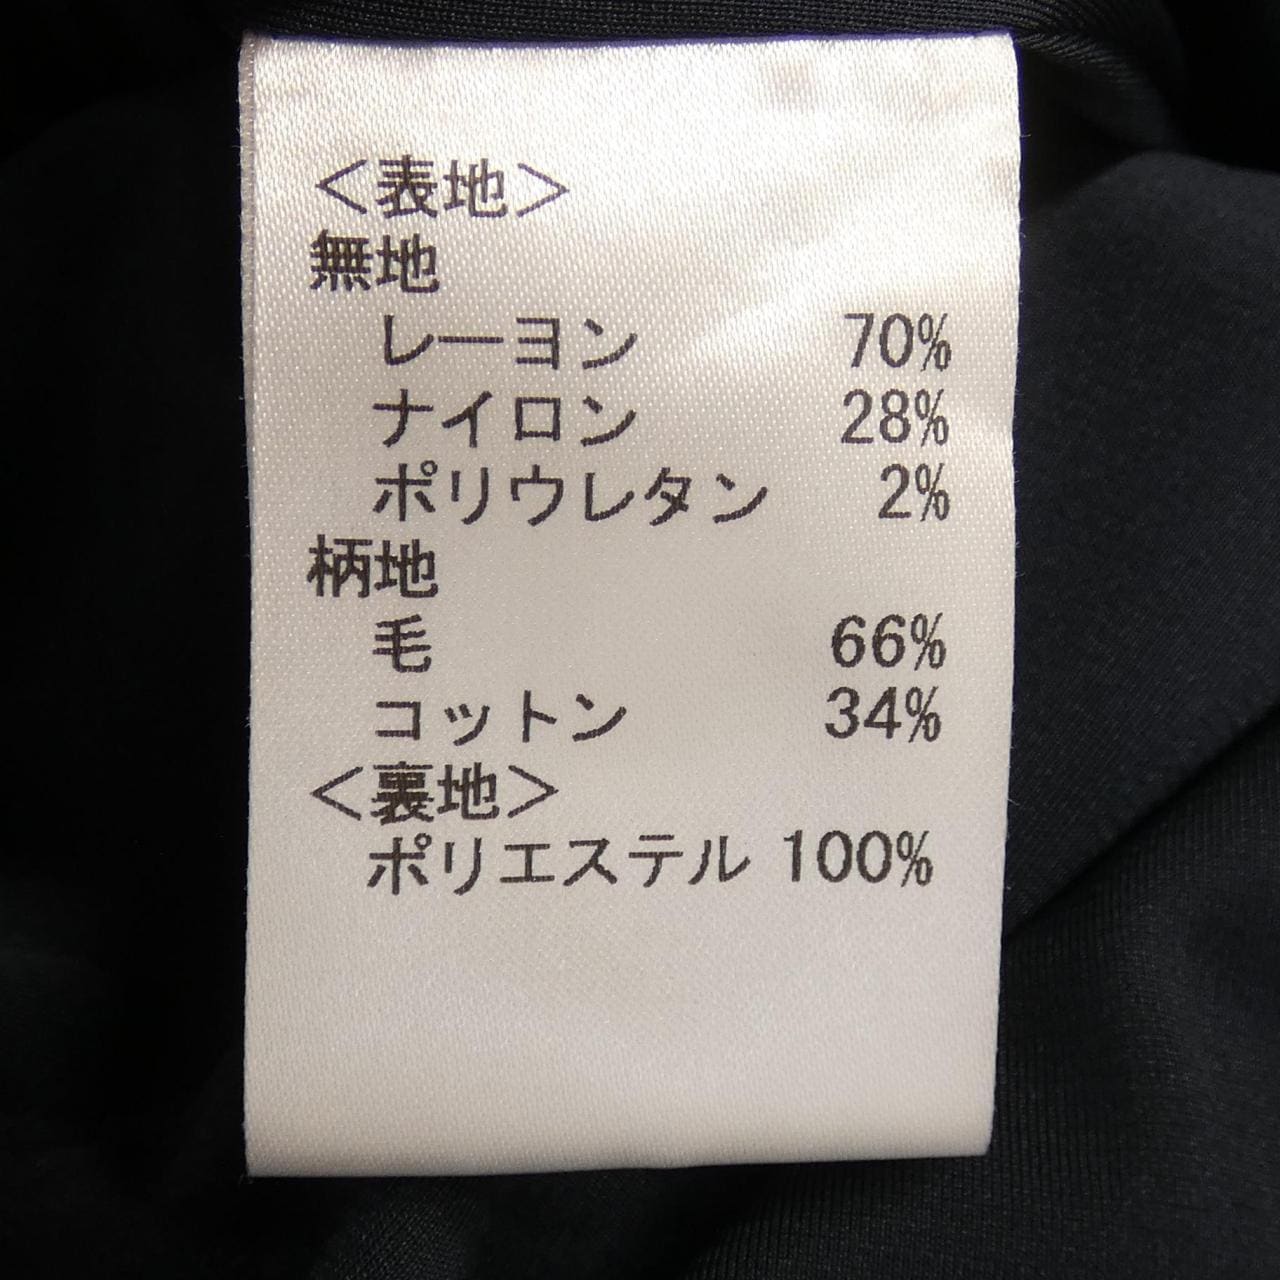 ＜表地＞
無地
レーヨン 70%
ナイロン 28%
ポリウレタン 2%
柄地
毛 66%
コットン 34%
＜裏地＞
ポリエステル 100%